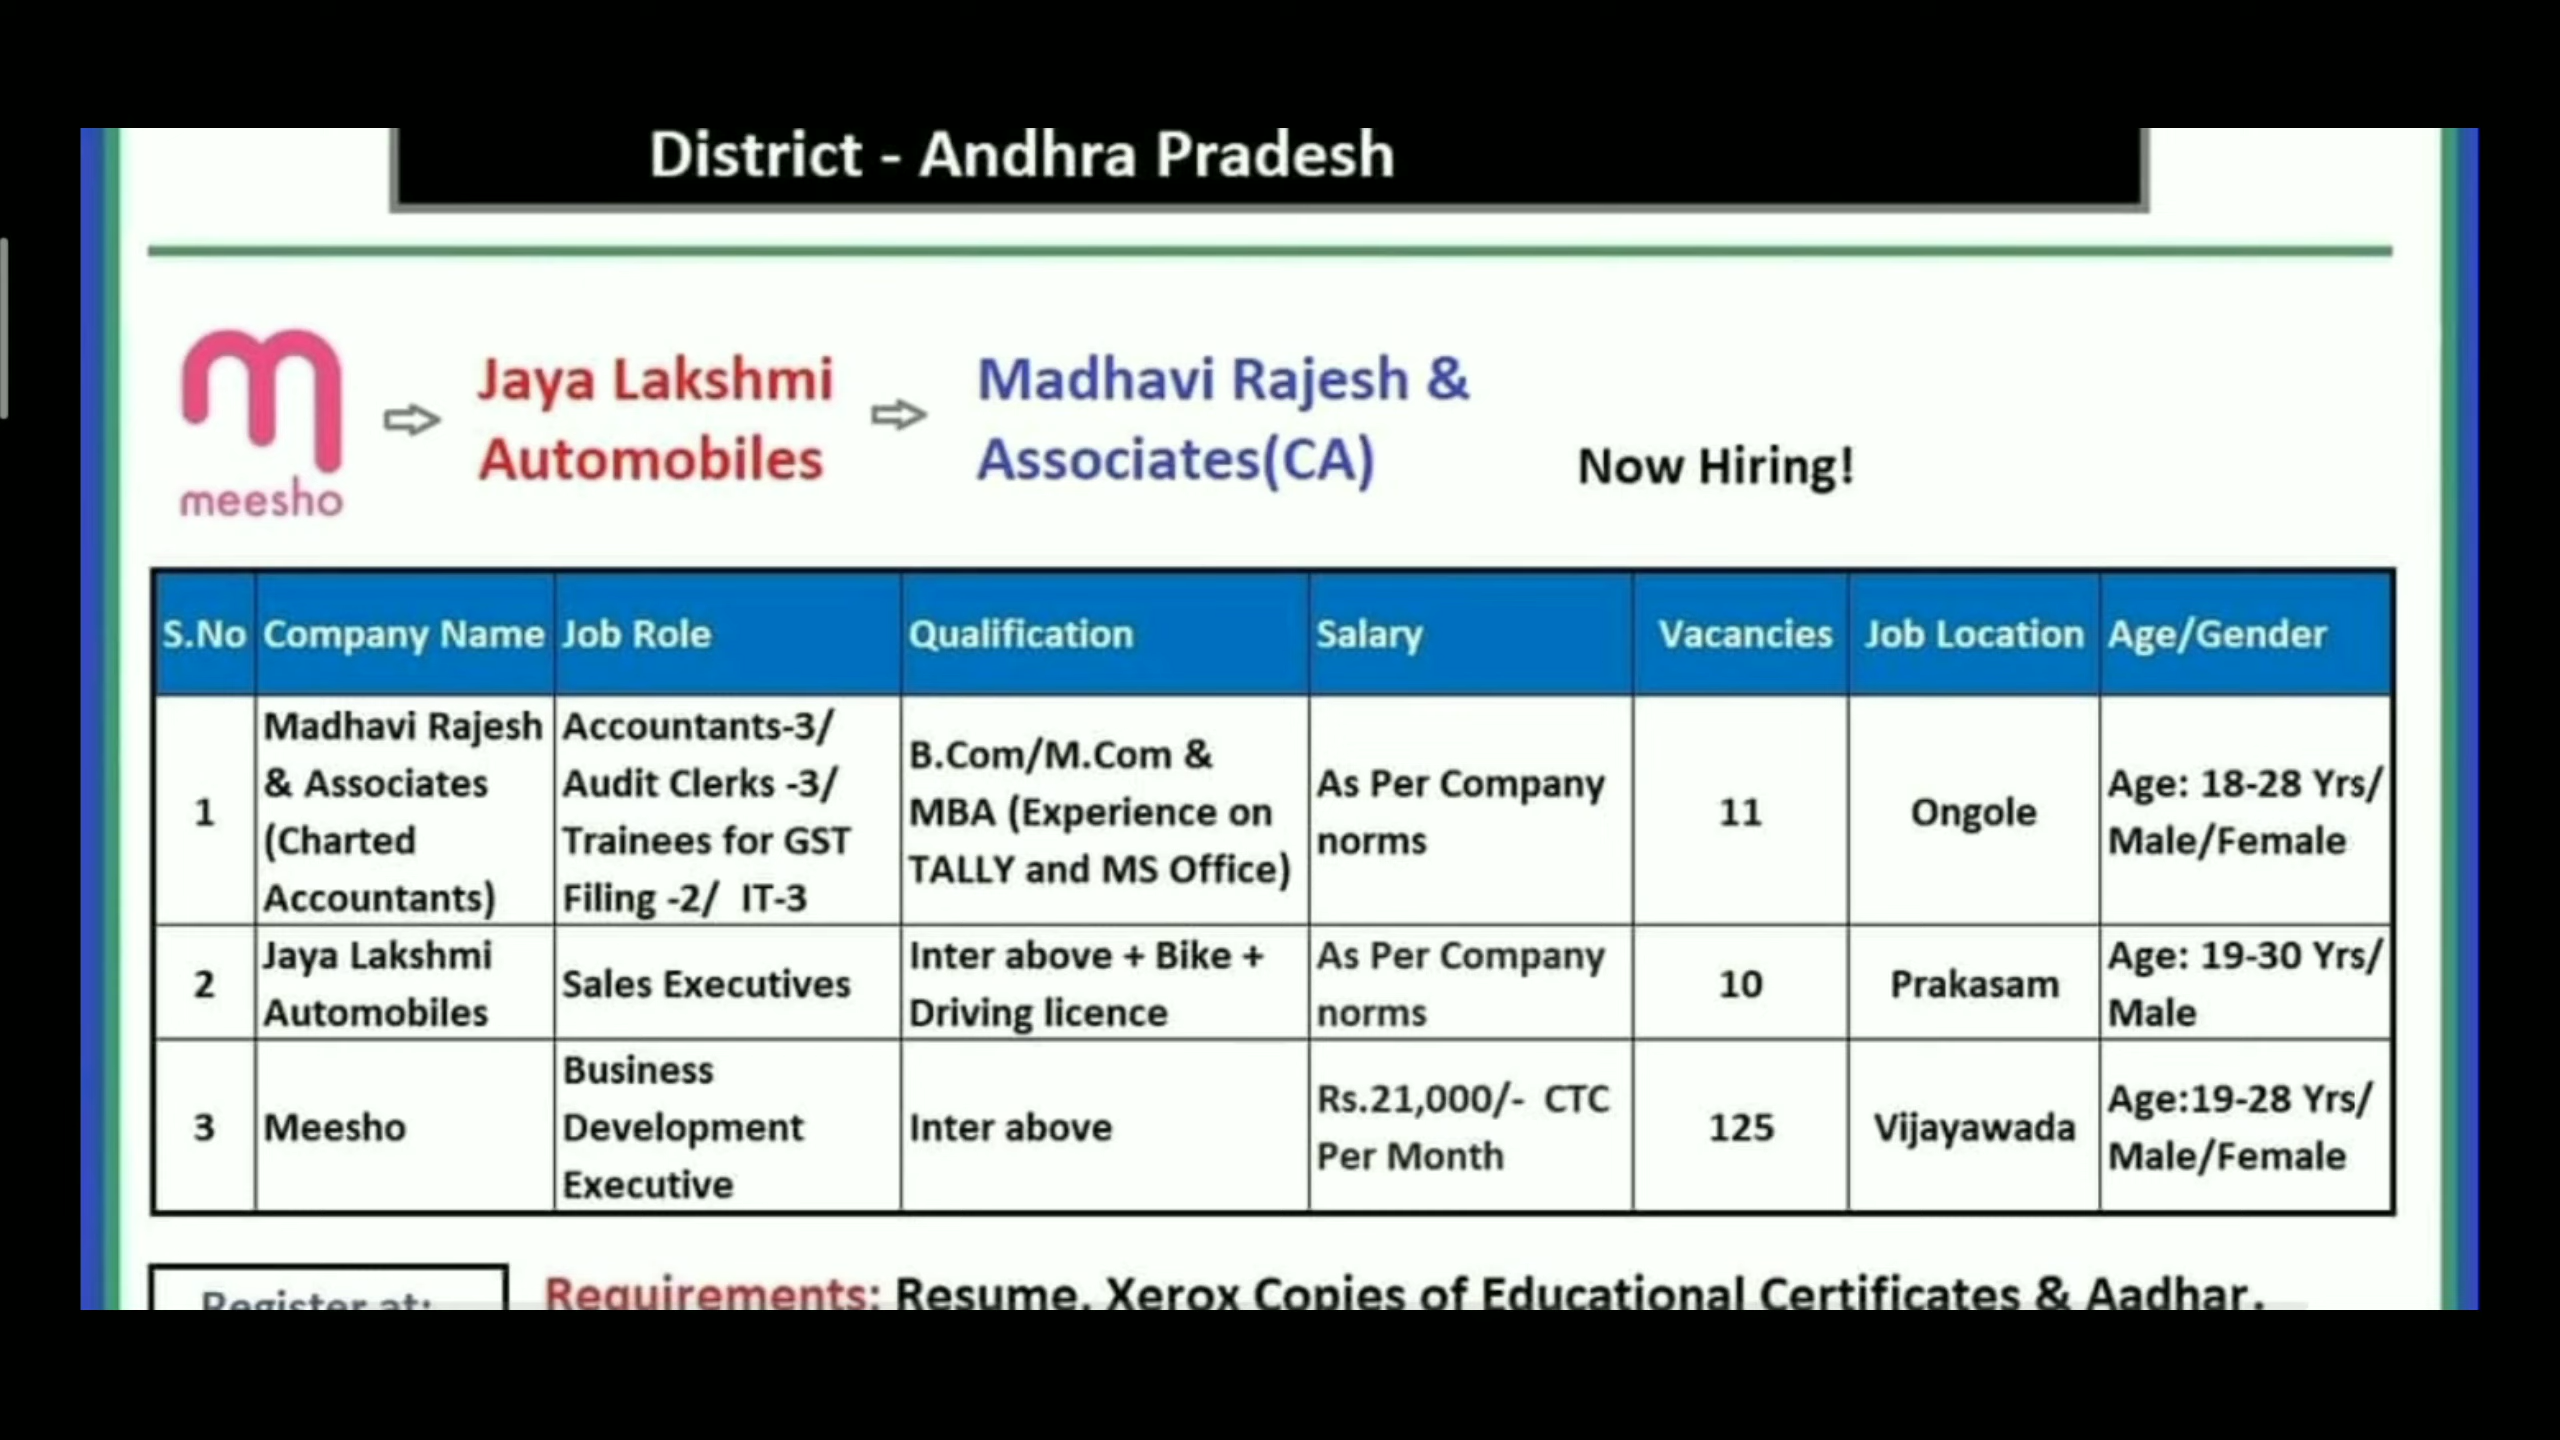 District - Andhra Pradesh
meesho
Jaya Lakshmi
Automobiles
Madhavi Rajesh &
Associates(CA)
Now Hiring!
S.No Company Name Job Role Qualification Salary Vacancies Job Location Age/Gender
1
Madhavi Rajesh
& Associates
(Charted
Accountants)
Accountants-3/
Audit Clerks -3/
Trainees for GST
Filing -2/ IT-3
B.Com/M.Com &
MBA (Experience on
TALLY and MS Office)
As Per Company
norms
11
Ongole
Age: 18-28 Yrs/
Male/Female
2
Jaya Lakshmi
Automobiles
Sales Executives
Inter above + Bike +
Driving licence
As Per Company
norms
10
Prakasam
Age: 19-30 Yrs/
Male
3
Meesho
Business
Development
Executive
Inter above
Rs.21,000/- CTC
Per Month
125
Vijayawada
Age:19-28 Yrs/
Male/Female
Register at:
Requirements: Resume, Xerox Copies of Educational Certificates & Aadhar.